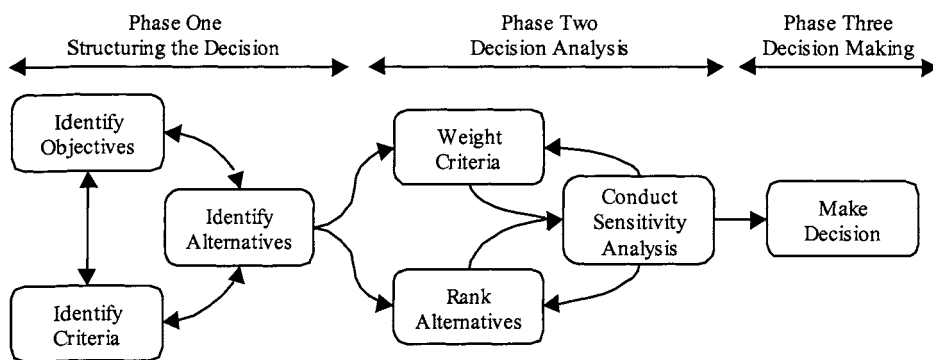 Phase One
Structuring the Decision
Phase Two
Decision Analysis
Phase Three
Decision Making
Identify
Objectives
Identify
Alternatives
Identify
Criteria
Weight
Criteria
Rank
Alternatives
Conduct
Sensitivity
Analysis
Make
Decision